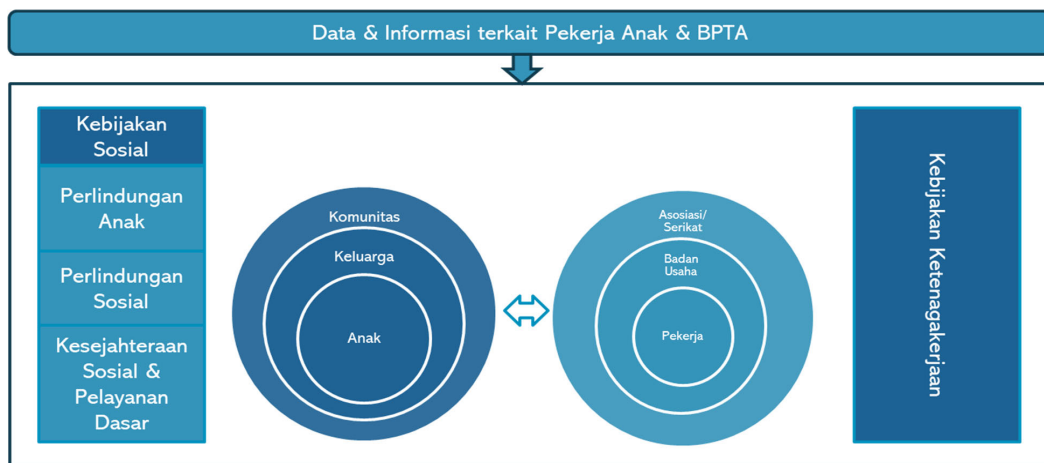 Data & Informasi terkait Pekerja Anak & BPTA
Kebijakan
Sosial
Perlindungan
Anak
Perlindungan
Sosial
Kesejahteraan
Sosial &
Pelayanan
Dasar
Komunitas
Keluarga
Anak
Asosiasi/
Serikat
Badan
Usaha
Pekerja
Kebijakan Ketenagakerjaan